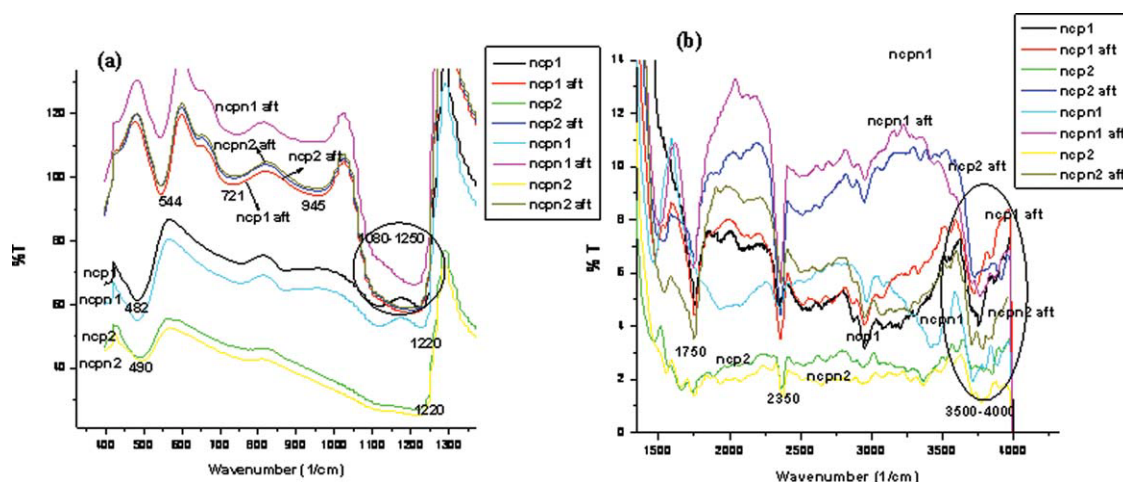 (a)
ncp1
ncp1 aft
ncp2
ncp2 aft
ncpn 1
ncpn1 aft
ncpn2
ncpn2 aft
120
100
80
60
40
%T
400
500
600
700
800
900
1000
1100
1200
1300
Wavenumber (1/cm)
ncpn1 aft
ncpn2 aft
ncp2 aft
544
721
945
ncp1 aft
1080-1250
ncp1
ncpn1
482
1220
ncp2
ncpn2
490
1220
(b)
ncpn1
ncp1
ncp1 aft
ncp2
ncp2 aft
ncpn1
ncpn1 aft
ncp2
ncpn2 aft
14
12
10
8
6
4
2
0
% T
1500
2000
2500
3000
3500
4000
Wavenumber (1/cm)
ncpn1 aft
ncp2 aft
ncp1 aft
ncpn1
ncpn2 aft
ncp1
1750
ncp2
ncpn2
2350
3500-4000